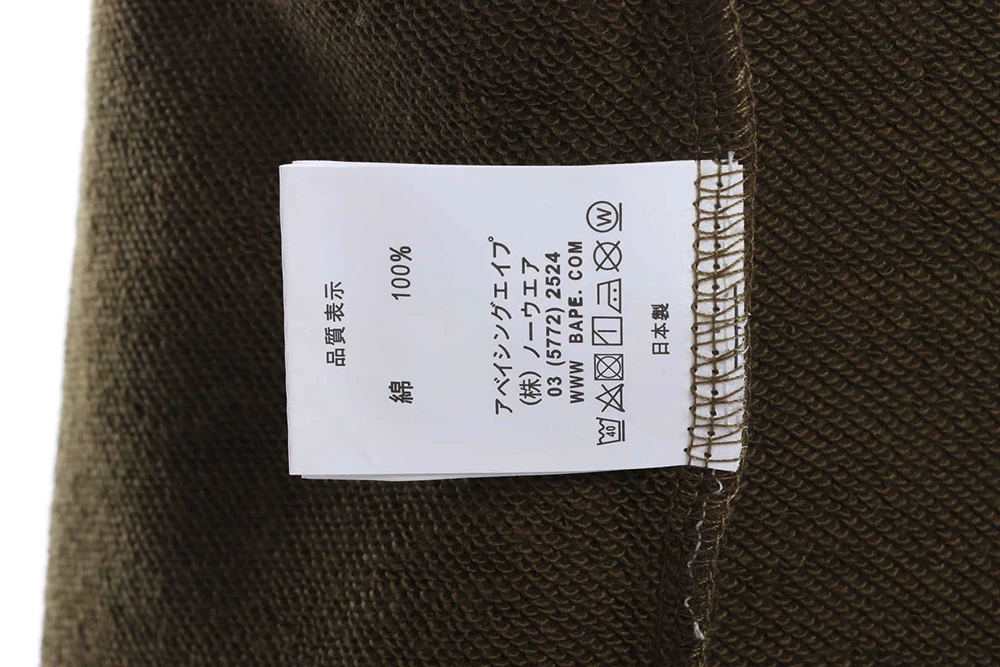 品質表示
綿 100%
アベイシングエイプ
(株) ノーウエア
03 (5772) 2524
WWW BAPE. COM
40 W
日本製